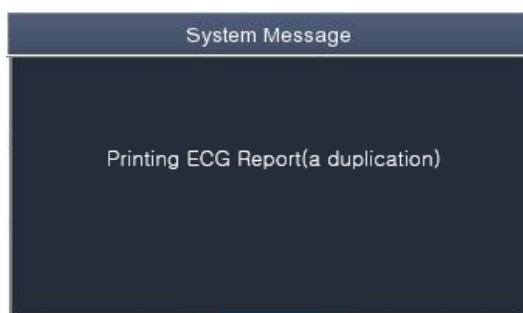 System Message
Printing ECG Report(a duplication)